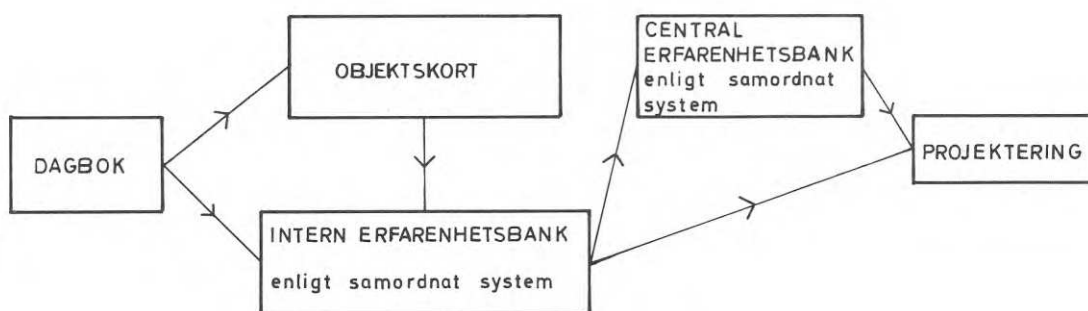 DAGBOK
OBJEKTSKORT
INTERN ERFARENHETSBANK
enligt samordnat system
CENTRAL
ERFARENHETSBANK
enligt samordnat
system
PROJEKTERING